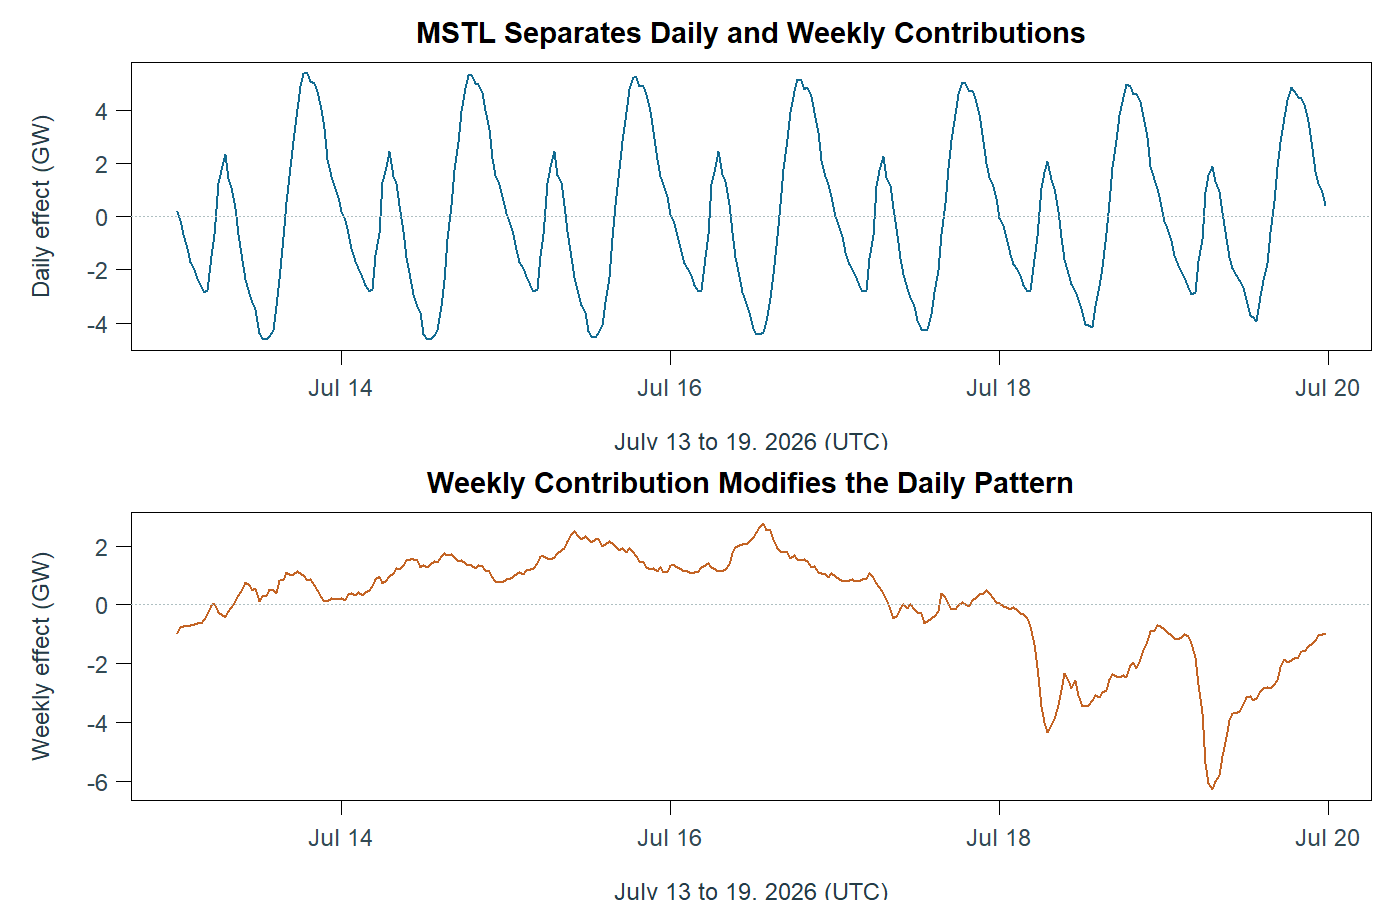 MSTL Separates Daily and Weekly Contributions
Daily effect (GW)
4
2
0
-2
-4
Jul 14
Jul 16
Jul 18
Jul 20
July 13 to 19, 2026 (UTC)
Weekly Contribution Modifies the Daily Pattern
Weekly effect (GW)
2
0
-2
-4
-6
Jul 14
Jul 16
Jul 18
Jul 20
July 13 to 19, 2026 (UTC)